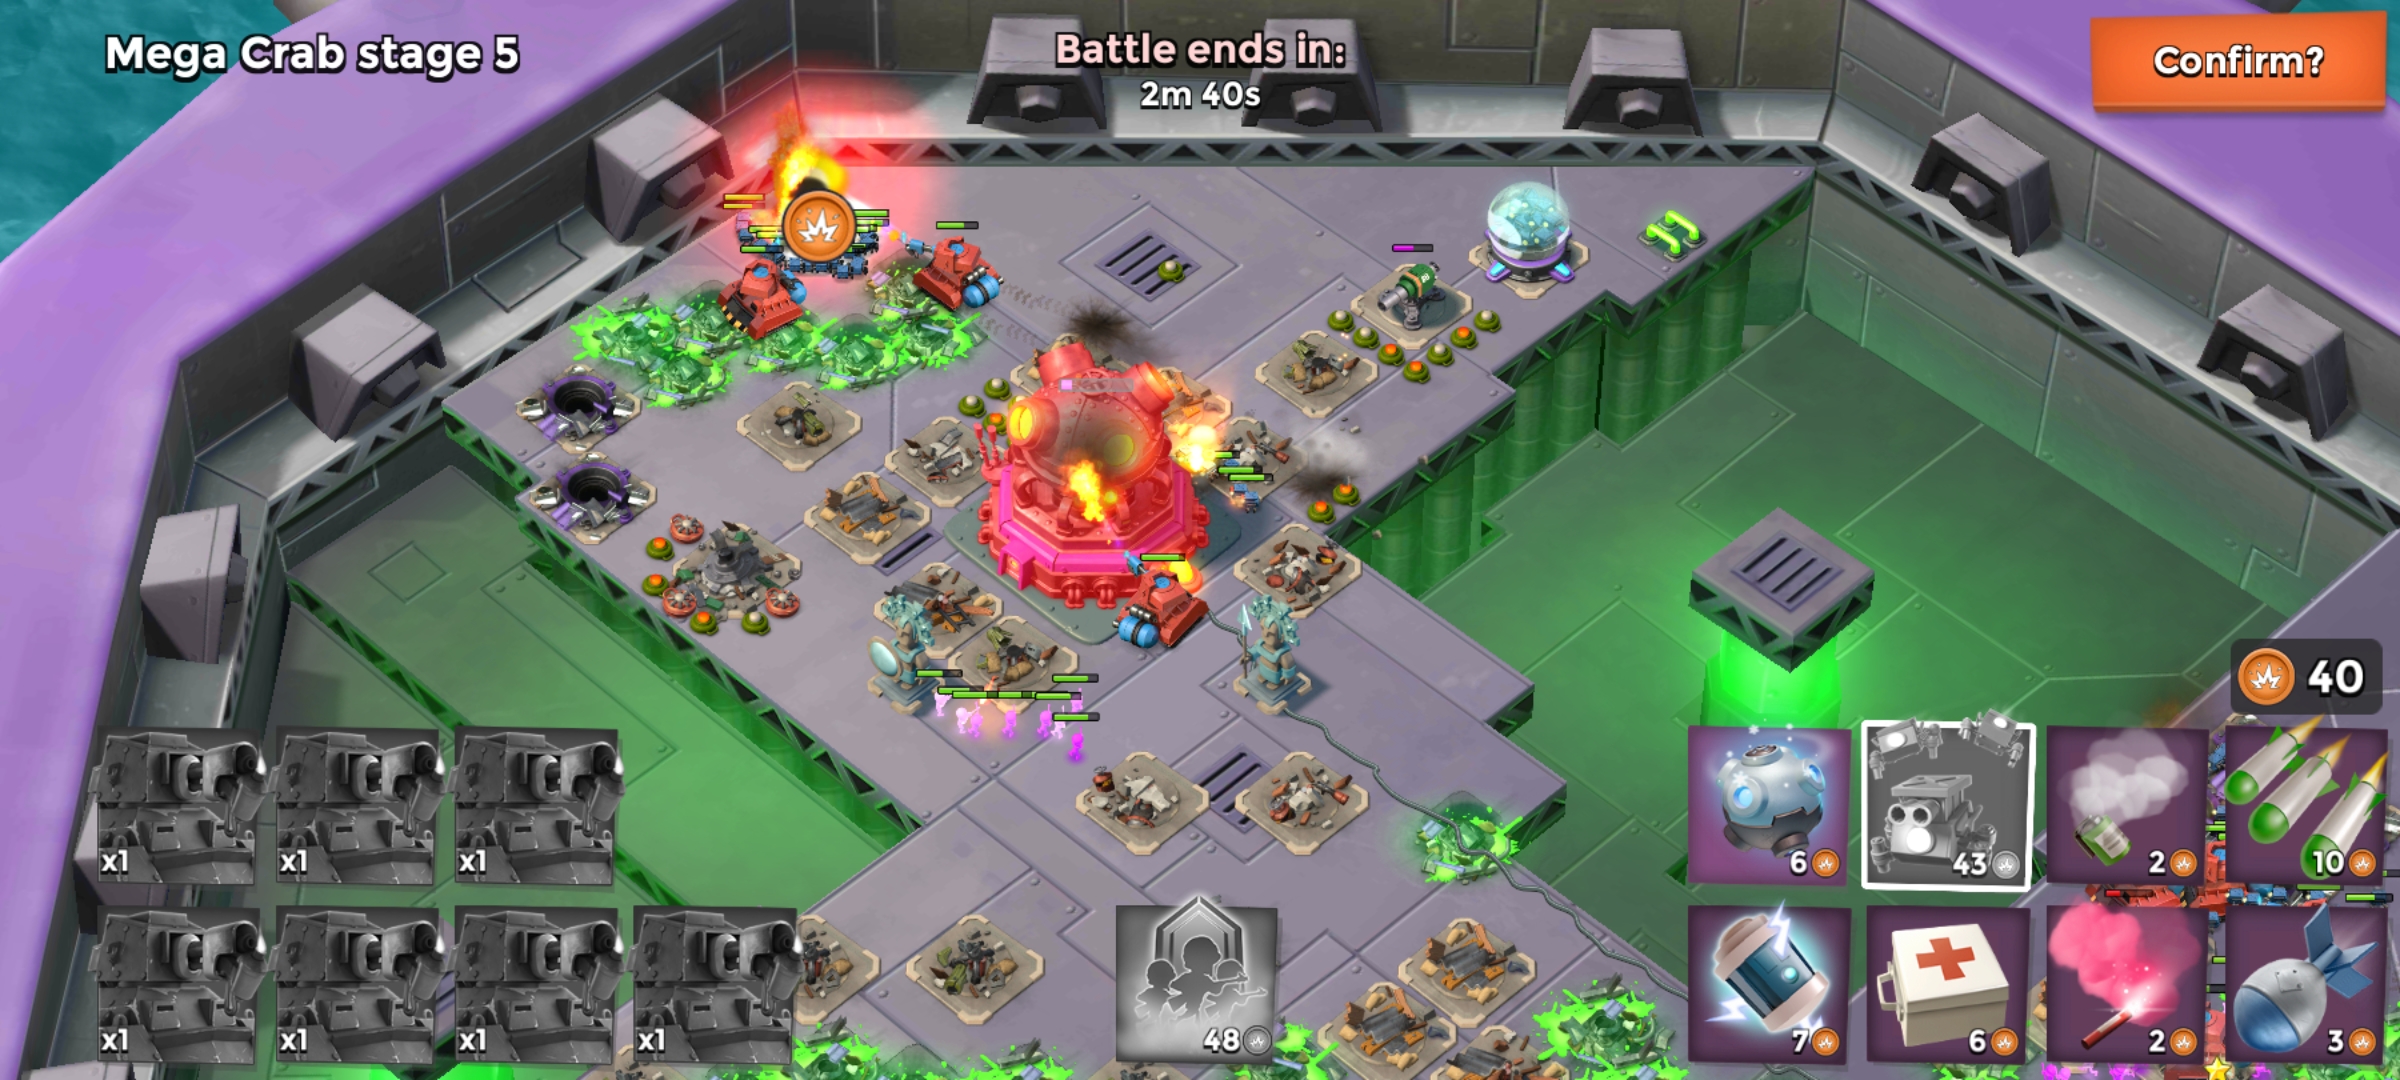 Mega Crab stage 5
Battle ends in:
2m 40s
Confirm?
40
6
43
2
10
x1
x1
x1
x1
x1
x1
x1
48
7
6
2
3